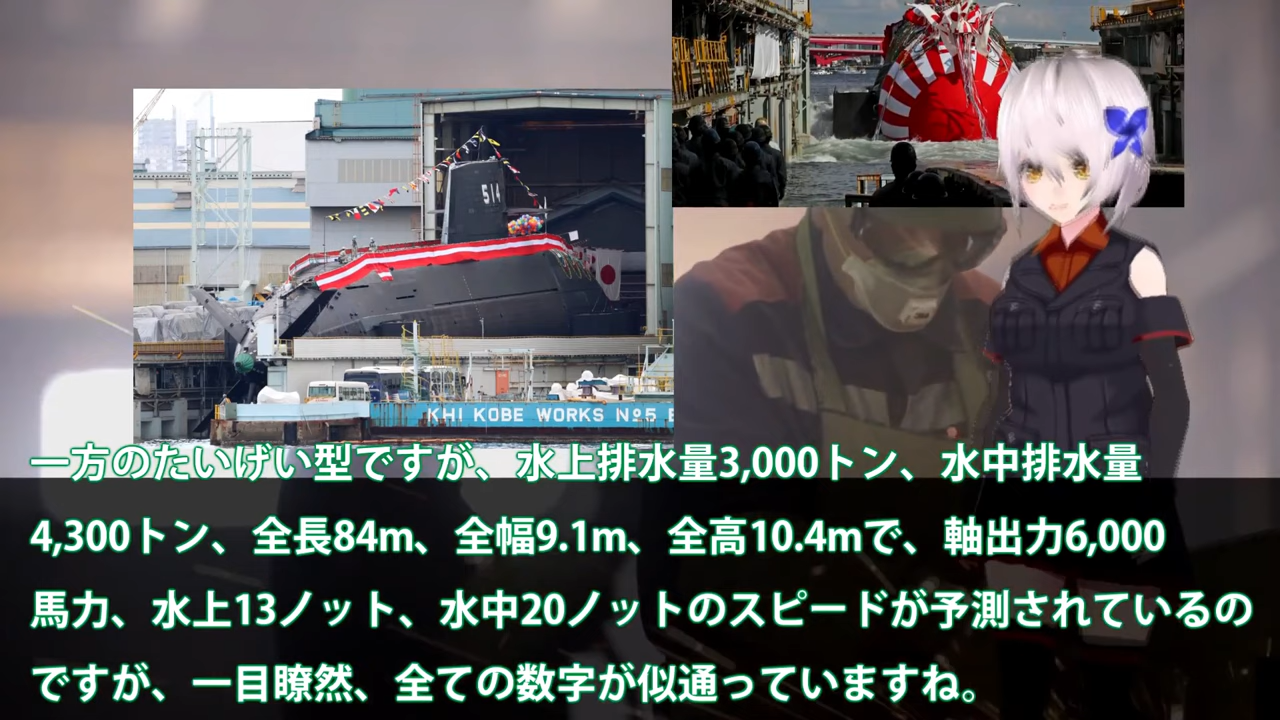 514
KHI KOBE WORKS Nº5
一方のたいげい型ですが、水上排水量3,000トン、水中排水量
4,300トン、全長84m、全幅9.1m、全高10.4mで、軸出力6,000
馬力、水上13ノット、水中20ノットのスピードが予測されているの
ですが、一目瞭然、全ての数字が似通っていますね。